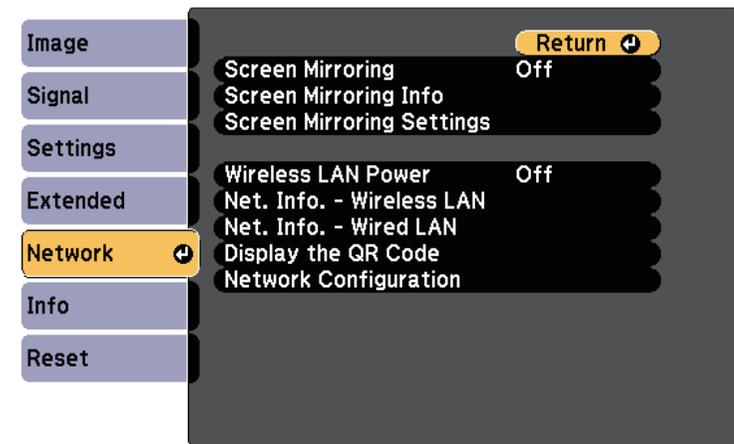 Image
Signal
Settings
Extended
Network
Info
Reset
Return
Screen Mirroring Off
Screen Mirroring Info
Screen Mirroring Settings
Wireless LAN Power Off
Net. Info. - Wireless LAN
Net. Info. - Wired LAN
Display the QR Code
Network Configuration